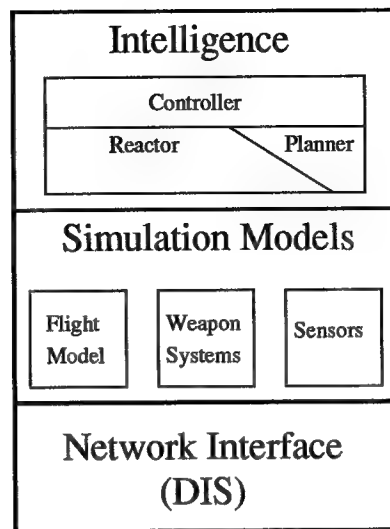 Intelligence
Controller
Reactor Planner
Simulation Models
Flight
Model
Weapon
Systems
Sensors
Network Interface
(DIS)